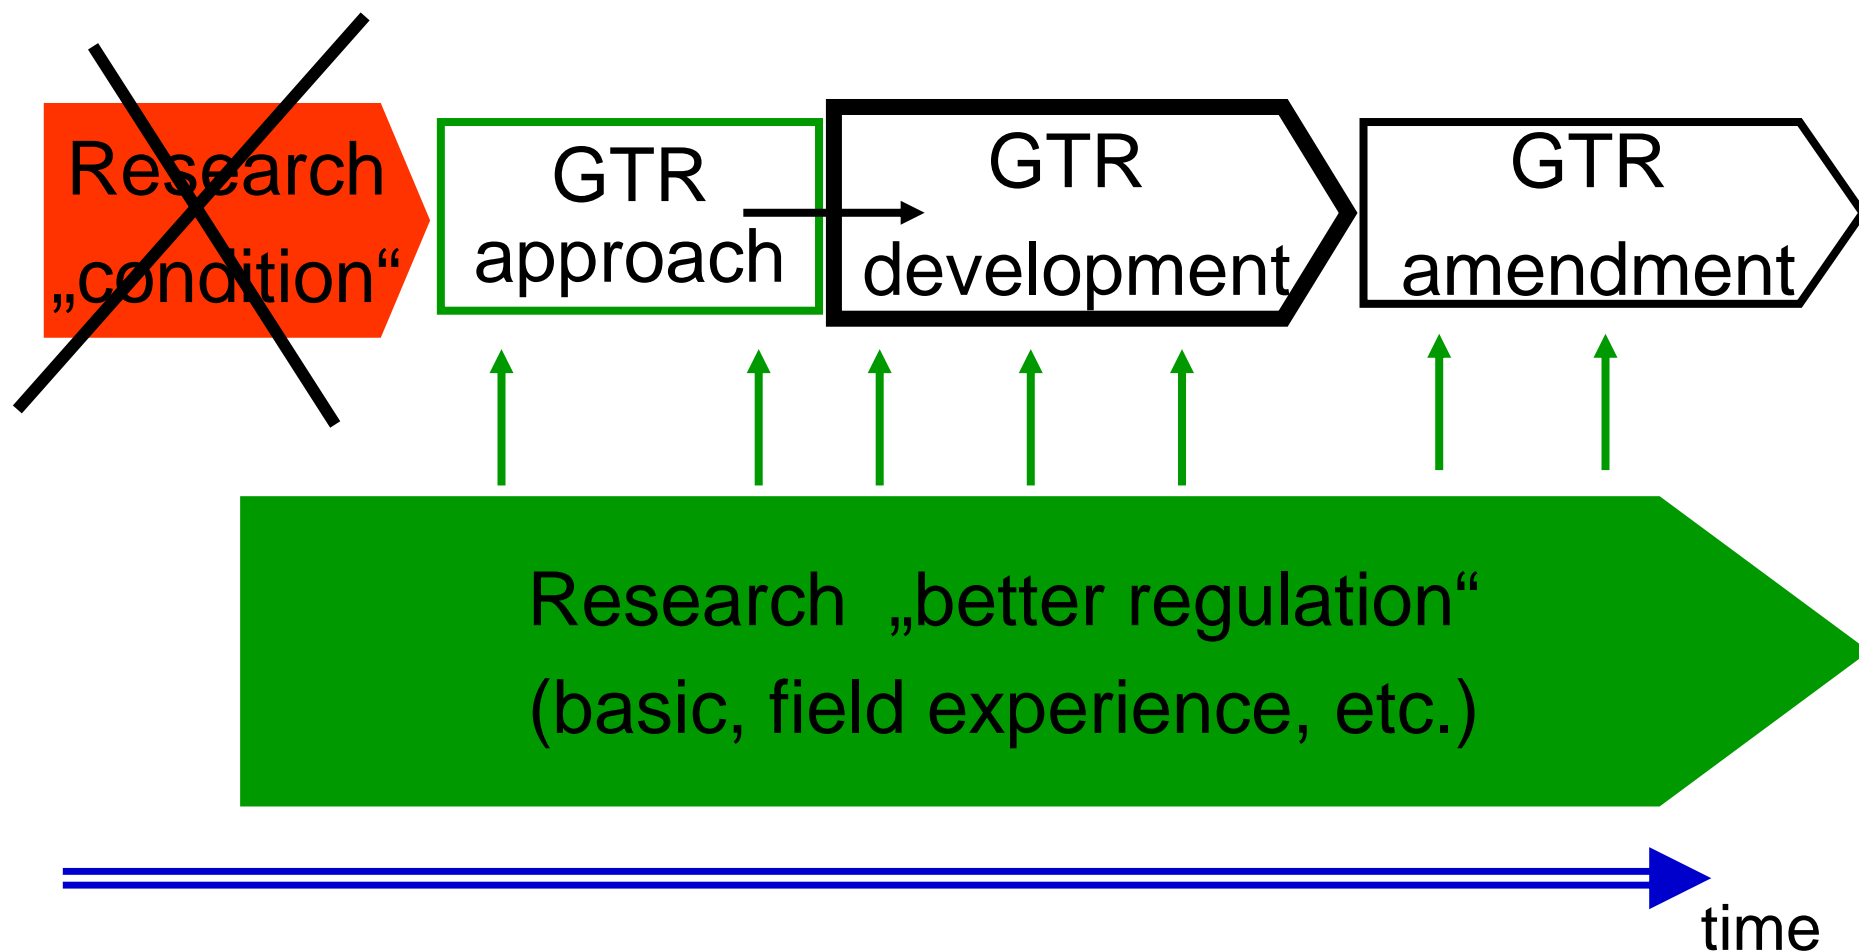 Research
„condition“
GTR
approach
GTR
development
GTR
amendment
Research „better regulation“
(basic, field experience, etc.)
time